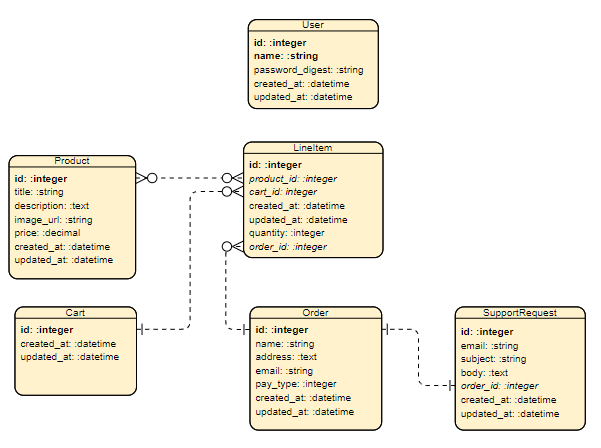 User
id: :integer
name: :string
password_digest: :string
created_at: :datetime
updated_at: :datetime
Product
id: :integer
title: :string
description: :text
image_url: :string
price: :decimal
created_at: :datetime
updated_at: :datetime
LineItem
id: :integer
product_id: :integer
cart_id: integer
created_at: :datetime
updated_at: :datetime
quantity: :integer
order_id: :integer
Cart
id: :integer
created_at: :datetime
updated_at: :datetime
Order
id: :integer
name: :string
address: :text
email: :string
pay_type: :integer
created_at: :datetime
updated_at: :datetime
SupportRequest
id: :integer
email: :string
subject: :string
body: :text
order_id: :integer
created_at: :datetime
updated_at: :datetime